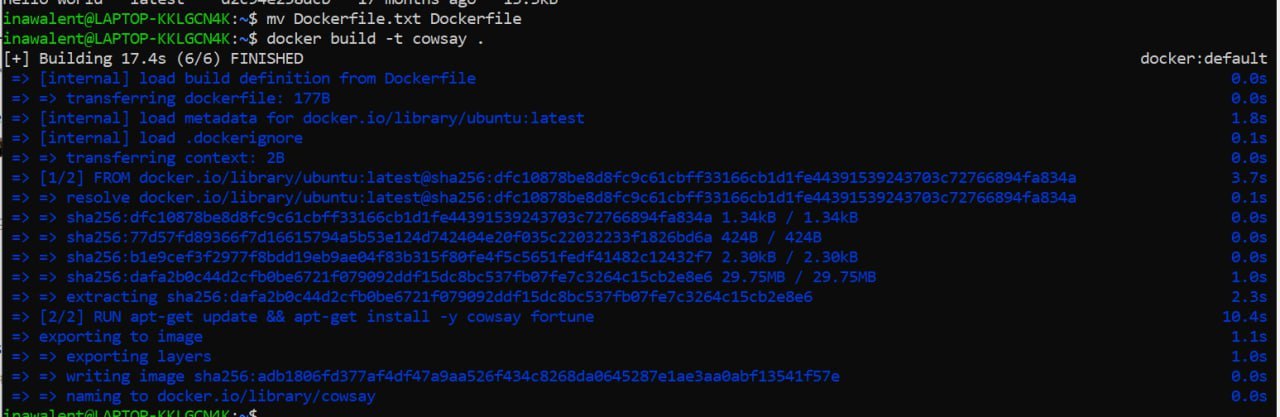 hello-world latest d2c94e258dcb 17 months ago 13.3kB
inawalent@LAPTOP-KKLGCN4K:~$ mv Dockerfile.txt Dockerfile
inawalent@LAPTOP-KKLGCN4K:~$ docker build -t cowsay .
[+] Building 17.4s (6/6) FINISHED docker:default
=> [internal] load build definition from Dockerfile 0.0s
=> => transferring dockerfile: 177B 0.0s
=> [internal] load metadata for docker.io/library/ubuntu:latest 1.8s
=> [internal] load .dockerignore 0.1s
=> => transferring context: 2B 0.0s
=> [1/2] FROM docker.io/library/ubuntu:latest@sha256:dfc10878be8d8fc9c61cbff33166cb1d1fe44391539243703c72766894fa834a 3.7s
=> => resolve docker.io/library/ubuntu:latest@sha256:dfc10878be8d8fc9c61cbff33166cb1d1fe44391539243703c72766894fa834a 0.1s
=> => sha256:dfc10878be8d8fc9c61cbff33166cb1d1fe44391539243703c72766894fa834a 1.34kB / 1.34kB 0.0s
=> => sha256:77d57fd89366f7d16615794a5b53e124d742404e20f035c22032233f1826bd6a 424B / 424B 0.0s
=> => sha256:b1e9cef3f2977f8bdd19eb9ae04f83b315f80fe4f5c5651fedf41482c12432f7 2.30kB / 2.30kB 0.0s
=> => sha256:dafa2b0c44d2cfb0be6721f079092ddf15dc8bc537fb07fe7c3264c15cb2e8e6 29.75MB / 29.75MB 1.0s
=> => extracting sha256:dafa2b0c44d2cfb0be6721f079092ddf15dc8bc537fb07fe7c3264c15cb2e8e6 2.3s
=> [2/2] RUN apt-get update && apt-get install -y cowsay fortune 10.4s
=> exporting to image 1.1s
=> => exporting layers 1.0s
=> => writing image sha256:adb1806fd377af4df47a9aa526f434c8268da0645287e1ae3aa0abf13541f57e 0.0s
=> => naming to docker.io/library/cowsay 0.0s
inawalent@LAPTOP-KKLGCN4K:~$